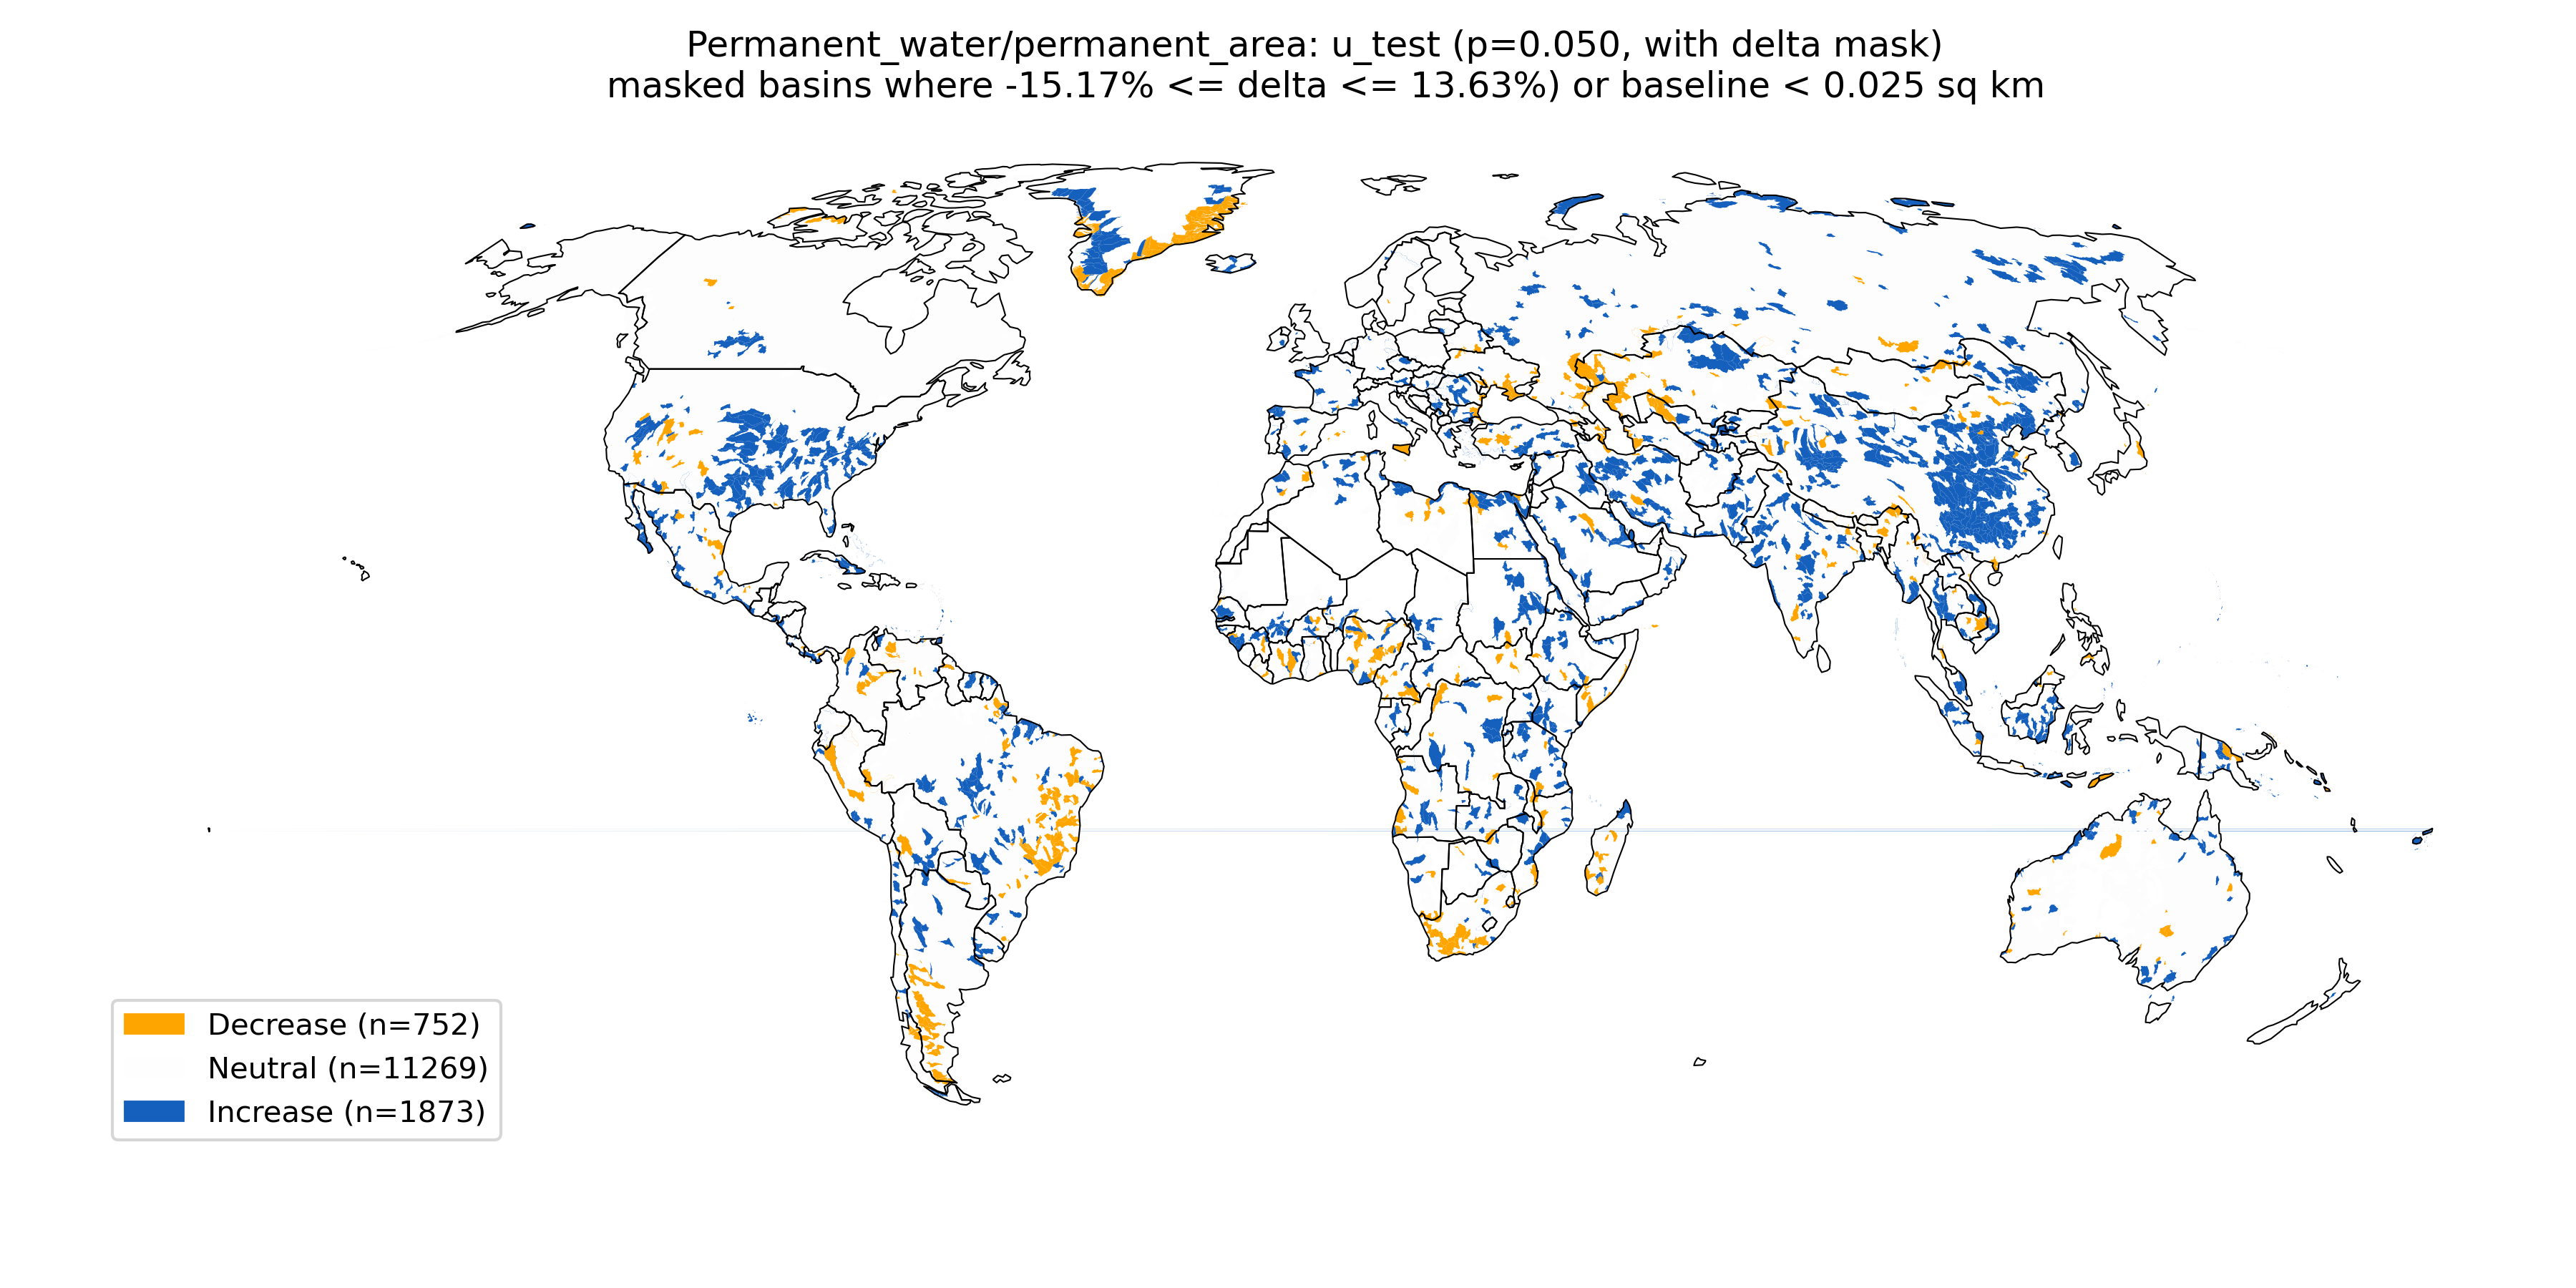 Permanent_water/permanent_area: u_test (p=0.050, with delta mask)
masked basins where -15.17% <= delta <= 13.63%) or baseline < 0.025 sq km
Decrease (n=752)
Neutral (n=11269)
Increase (n=1873)